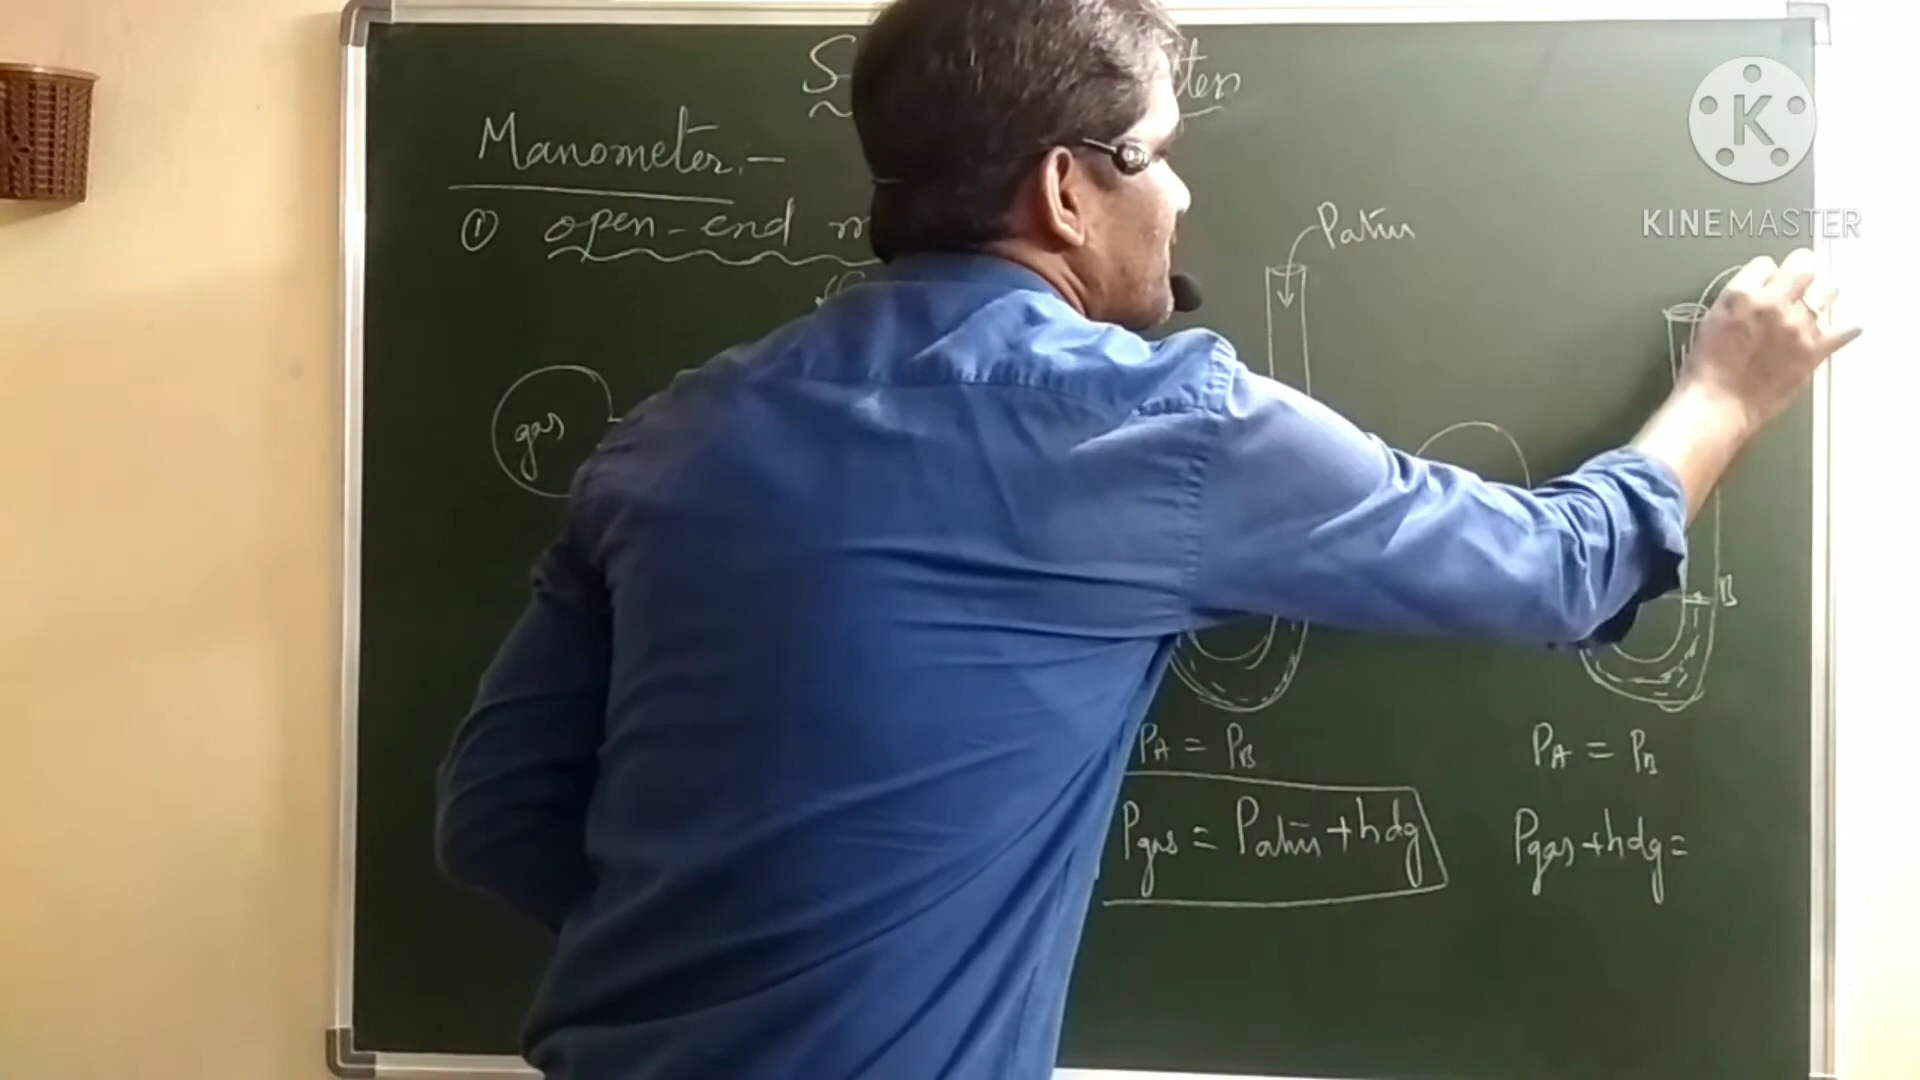 Manometer:-
① open-end
Patm
gas
B
PA = PB
Pgas = Patm + hdg
PA = PB
Pgas + hdg =
K
KINEMASTER